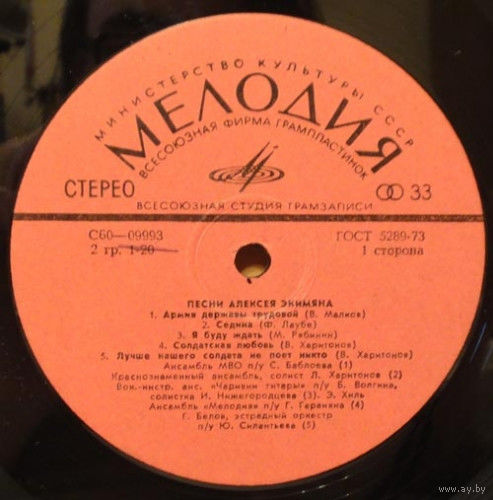 МИНИСТЕРСТВО КУЛЬТУРЫ СССР
МЕЛОДИЯ
ВСЕСОЮЗНАЯ ФИРМА ГРАМПЛАСТИНОК
СТЕРЕО
33
ВСЕСОЮЗНАЯ СТУДИЯ ГРАМЗАПИСИ
С60—09993 ГОСТ 5289-73
2 гр. 1-20 1 сторона
ПЕСНИ АЛЕКСЕЯ ЭКИМЯНА
1. Армия державы трудовой (В. Малков)
2. Седина (Ф. Лаубе)
3. Я буду ждать (М. Рябинин)
4. Солдатская любовь (В. Харитонов)
5. Лучше нашего солдата не поет никто (В. Харитонов)
Ансамбль МВО п/у С. Баблоева (1)
Краснознаменный ансамбль, солист Л. Харитонов (2)
Вок.-инстр. анс. «Чаривни гитары» п/у Б. Волгина,
солистка И. Нижегородцева (3). Э. Хиль
Ансамбль «Мелодия» п/у Г. Гараняна (4)
Г. Белов, эстрадный оркестр
п/у Ю. Силантьева (5)
www.ay.by